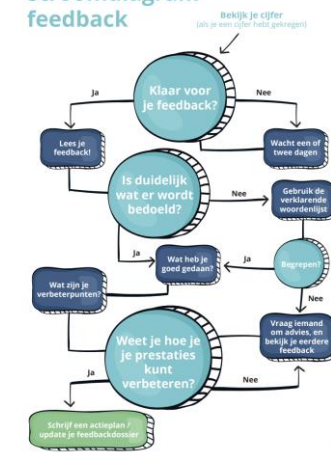 feedback
Bekijk je cijfer
(als je een cijfer hebt gekregen)
Klaar voor
je feedback?
Ja
Nee
Lees je
feedback!
Wacht een of
twee dagen
Is duidelijk
wat er wordt
bedoeld?
Nee
Gebruik de
verklarende
woordenlijst
Ja
Wat heb je
goed gedaan?
Ja
Begrepen?
Wat zijn je
verbeterpunten?
Nee
Weet je hoe je
je prestaties
kunt
verbeteren?
Vraag iemand
om advies, en
bekijk je eerdere
feedback
Ja
Nee
Schrijf een actieplan /
update je feedbackdossier